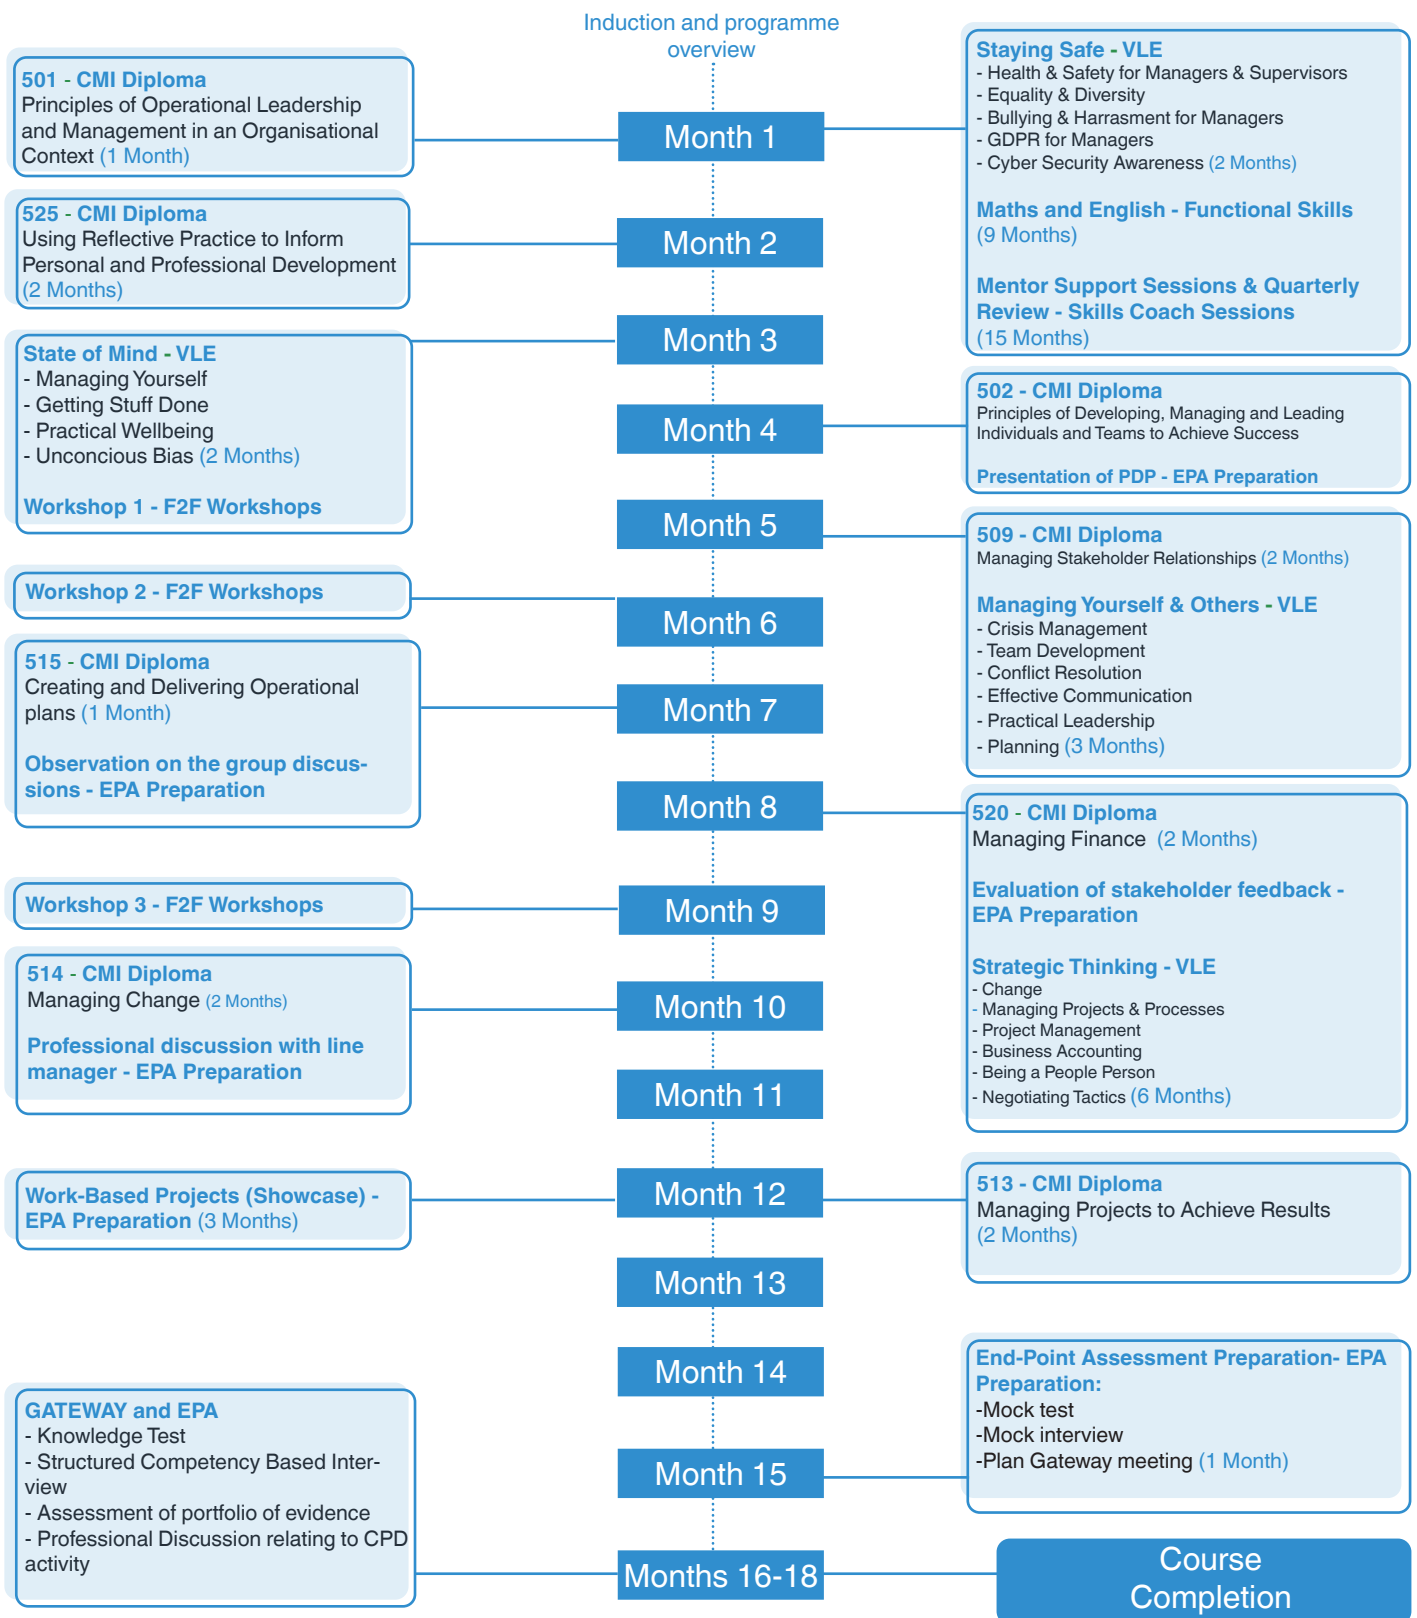 Induction and programme
overview
501 - CMI Diploma
Principles of Operational Leadership
and Management in an Organisational
Context (1 Month)
Month 1
Staying Safe - VLE
- Health & Safety for Managers & Supervisors
- Equality & Diversity
- Bullying & Harrasment for Managers
- GDPR for Managers
- Cyber Security Awareness (2 Months)
Maths and English - Functional Skills
(9 Months)
Mentor Support Sessions & Quarterly
Review - Skills Coach Sessions
(15 Months)
525 - CMI Diploma
Using Reflective Practice to Inform
Personal and Professional Development
(2 Months)
Month 2
State of Mind - VLE
- Managing Yourself
- Getting Stuff Done
- Practical Wellbeing
- Unconcious Bias (2 Months)
Workshop 1 - F2F Workshops
Month 3
Month 4
502 - CMI Diploma
Principles of Developing, Managing and Leading
Individuals and Teams to Achieve Success
Presentation of PDP - EPA Preparation
Month 5
509 - CMI Diploma
Managing Stakeholder Relationships (2 Months)
Managing Yourself & Others - VLE
- Crisis Management
- Team Development
- Conflict Resolution
- Effective Communication
- Practical Leadership
- Planning (3 Months)
Workshop 2 - F2F Workshops
Month 6
515 - CMI Diploma
Creating and Delivering Operational
plans (1 Month)
Observation on the group discus-
sions - EPA Preparation
Month 7
Month 8
520 - CMI Diploma
Managing Finance (2 Months)
Evaluation of stakeholder feedback -
EPA Preparation
Strategic Thinking - VLE
- Change
- Managing Projects & Processes
- Project Management
- Business Accounting
- Being a People Person
- Negotiating Tactics (6 Months)
Workshop 3 - F2F Workshops
Month 9
514 - CMI Diploma
Managing Change (2 Months)
Professional discussion with line
manager - EPA Preparation
Month 10
Month 11
Work-Based Projects (Showcase) -
EPA Preparation (3 Months)
Month 12
513 - CMI Diploma
Managing Projects to Achieve Results
(2 Months)
Month 13
Month 14
End-Point Assessment Preparation- EPA
Preparation:
-Mock test
-Mock interview
-Plan Gateway meeting (1 Month)
Month 15
GATEWAY and EPA
- Knowledge Test
- Structured Competency Based Inter-
view
- Assessment of portfolio of evidence
- Professional Discussion relating to CPD
activity
Months 16-18
Course
Completion